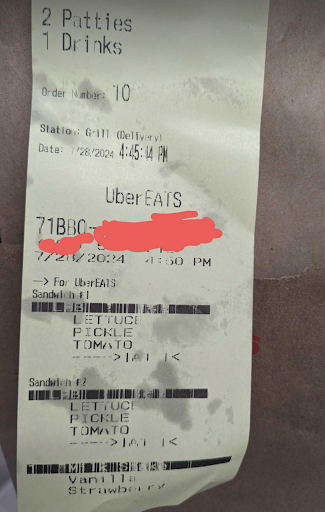 2 Patties
1 Drinks
Order Number: 10
Station: Grill (Delivery)
Date: 7/28/2024 4:45:14 PM
UberEATS
71BB0-
7/28/2024 4:50 PM
--> For UberEATS
Sandwich #1
LETTUCE
PICKLE
TOMATO
Sandwich #2
LETTUCE
PICKLE
TOMATO
Vanilla
Strawberry